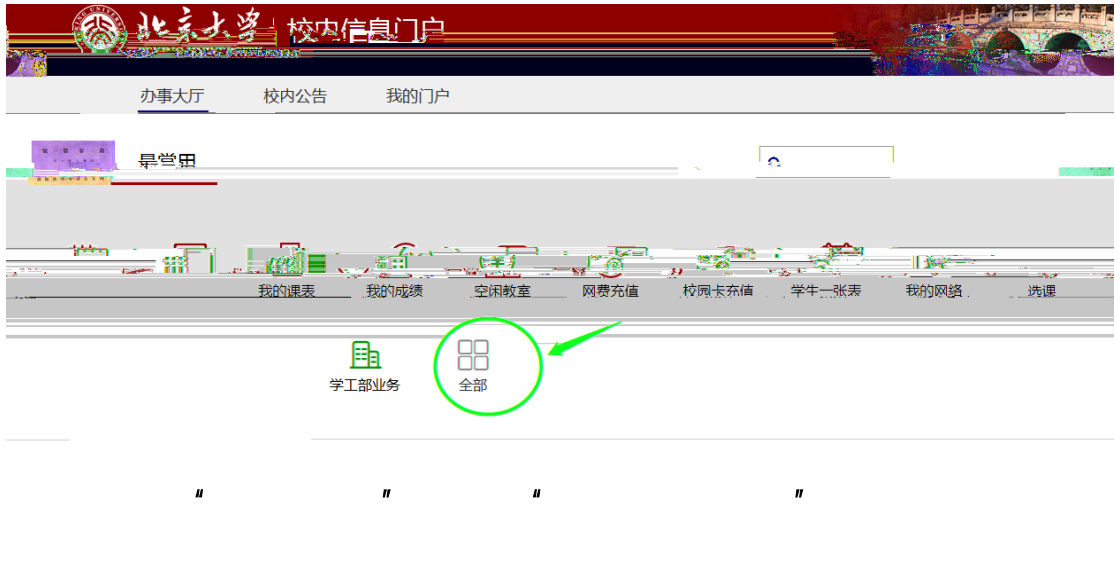 北京大学 校内信息门户
办事大厅 校内公告 我的门户
最常用
我的课表 我的成绩 空闲教室 网费充值 校园卡充值 学生一张表 我的网络 选课
学工部业务 全部
“ ” “ ”